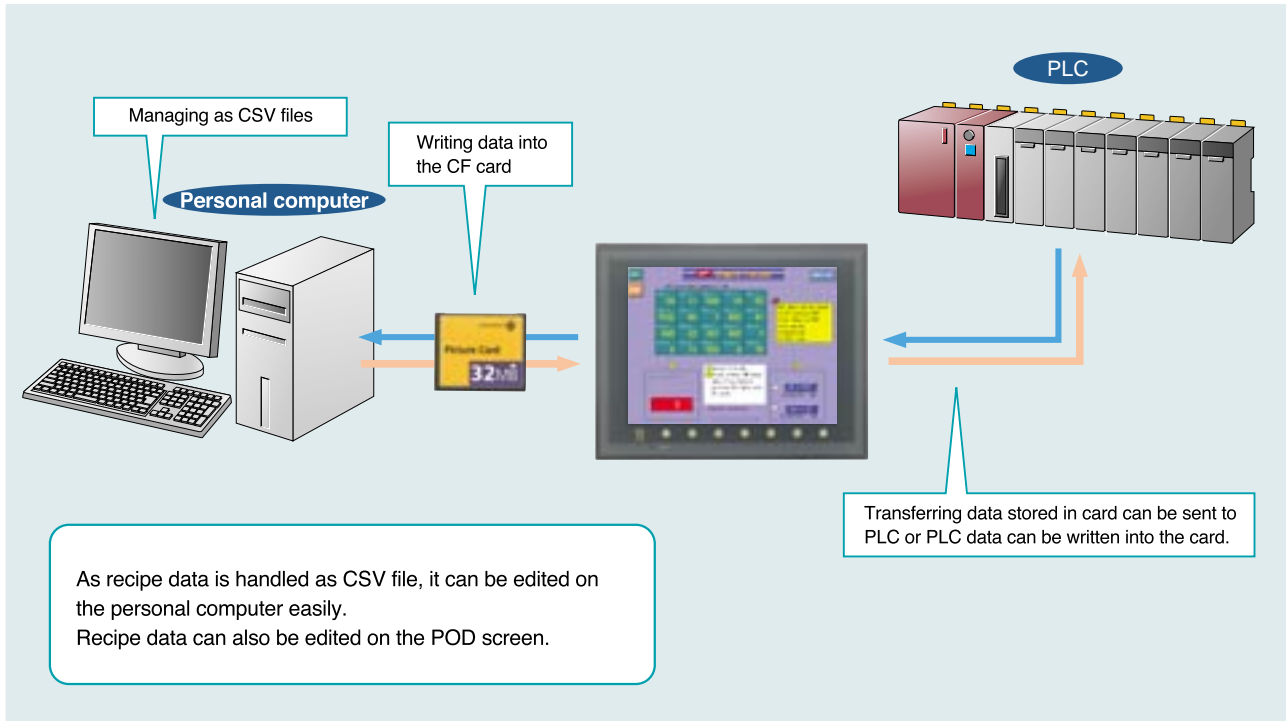 PLC
Managing as CSV files
Writing data into
the CF card
Personal computer
Picture Card
32MB
Transferring data stored in card can be sent to
PLC or PLC data can be written into the card.
As recipe data is handled as CSV file, it can be edited on
the personal computer easily.
Recipe data can also be edited on the POD screen.